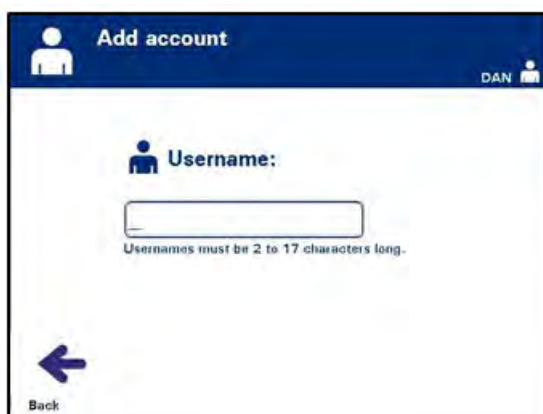 Add account
DAN
Username:
_
Usernames must be 2 to 17 characters long.
Back